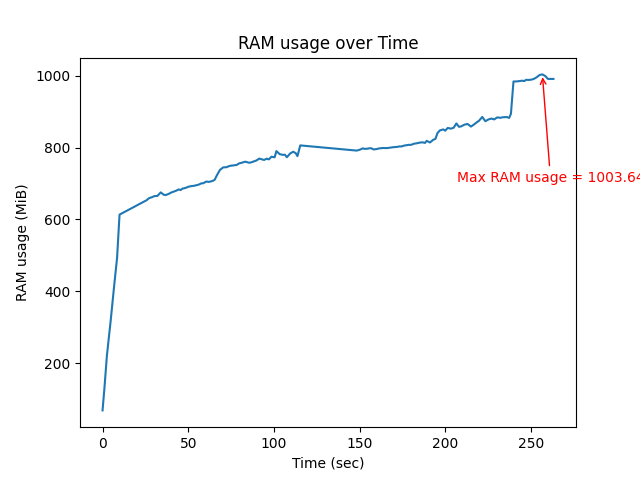 RAM usage over Time
1000
800
600
400
200
RAM usage (MiB)
Max RAM usage = 1003.64
0 50 100 150 200 250
Time (sec)